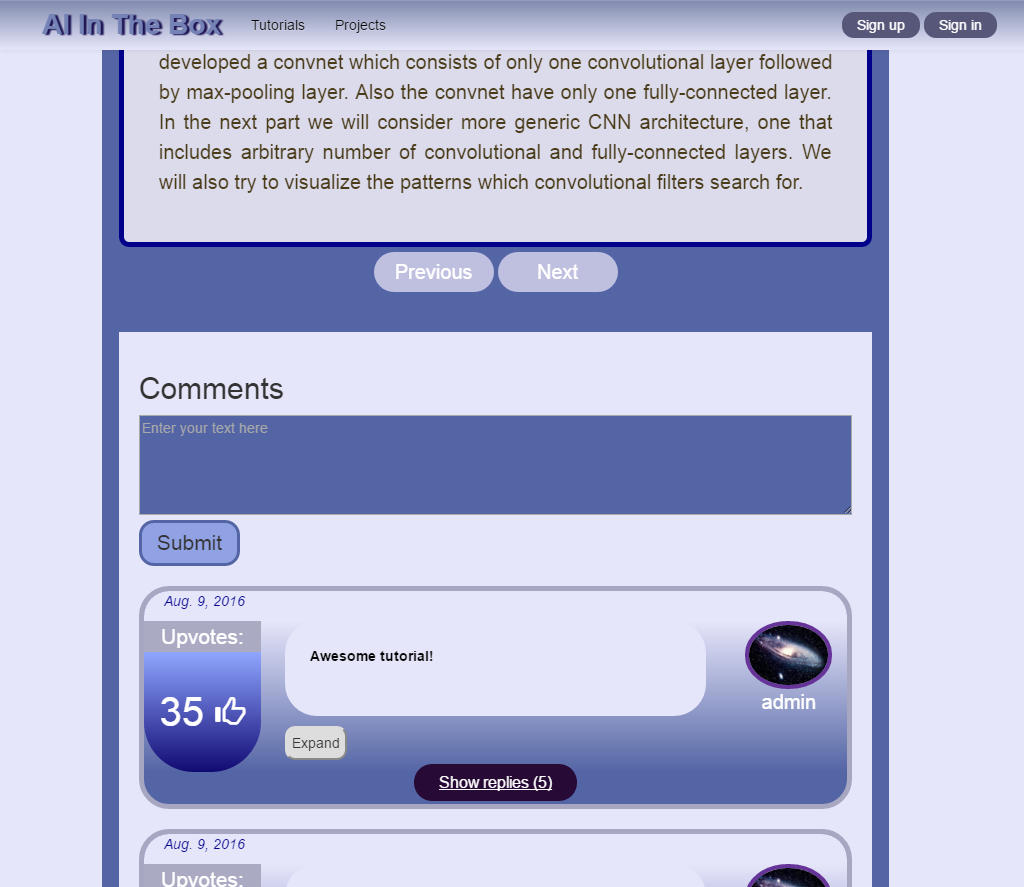 AI In The Box
Tutorials
Projects
Sign up
Sign in
developed a convnet which consists of only one convolutional layer followed
by max-pooling layer. Also the convnet have only one fully-connected layer.
In the next part we will consider more generic CNN architecture, one that
includes arbitrary number of convolutional and fully-connected layers. We
will also try to visualize the patterns which convolutional filters search for.
Previous
Next
Comments
Enter your text here
Submit
Aug. 9, 2016
Upvotes:
35
Awesome tutorial!
admin
Expand
Show replies (5)
Aug. 9, 2016
Upvotes: